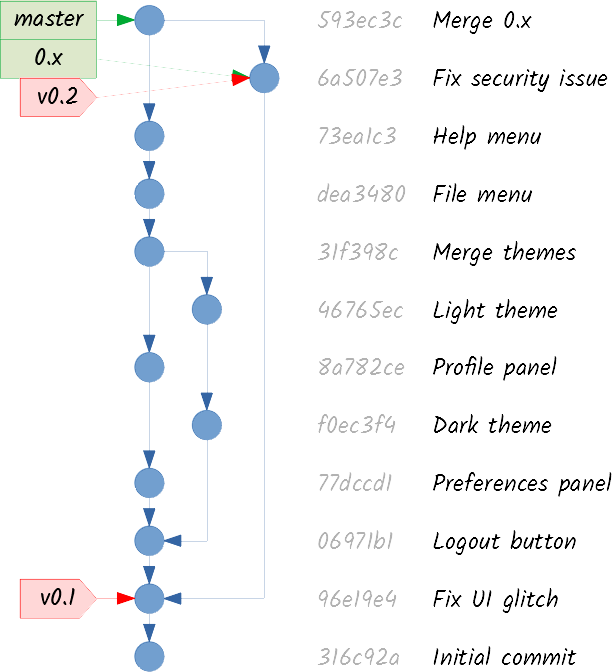 master 593ec3c Merge 0.x
0.x
6a507e3 Fix security issue
v0.2
73ea1c3 Help menu
dea3480 File menu
31f398c Merge themes
46765ec Light theme
8a782ce Profile panel
f0ec3f4 Dark theme
77dccd1 Preferences panel
06971b1 Logout button
v0.1 96e19e4 Fix UI glitch
316c92a Initial commit